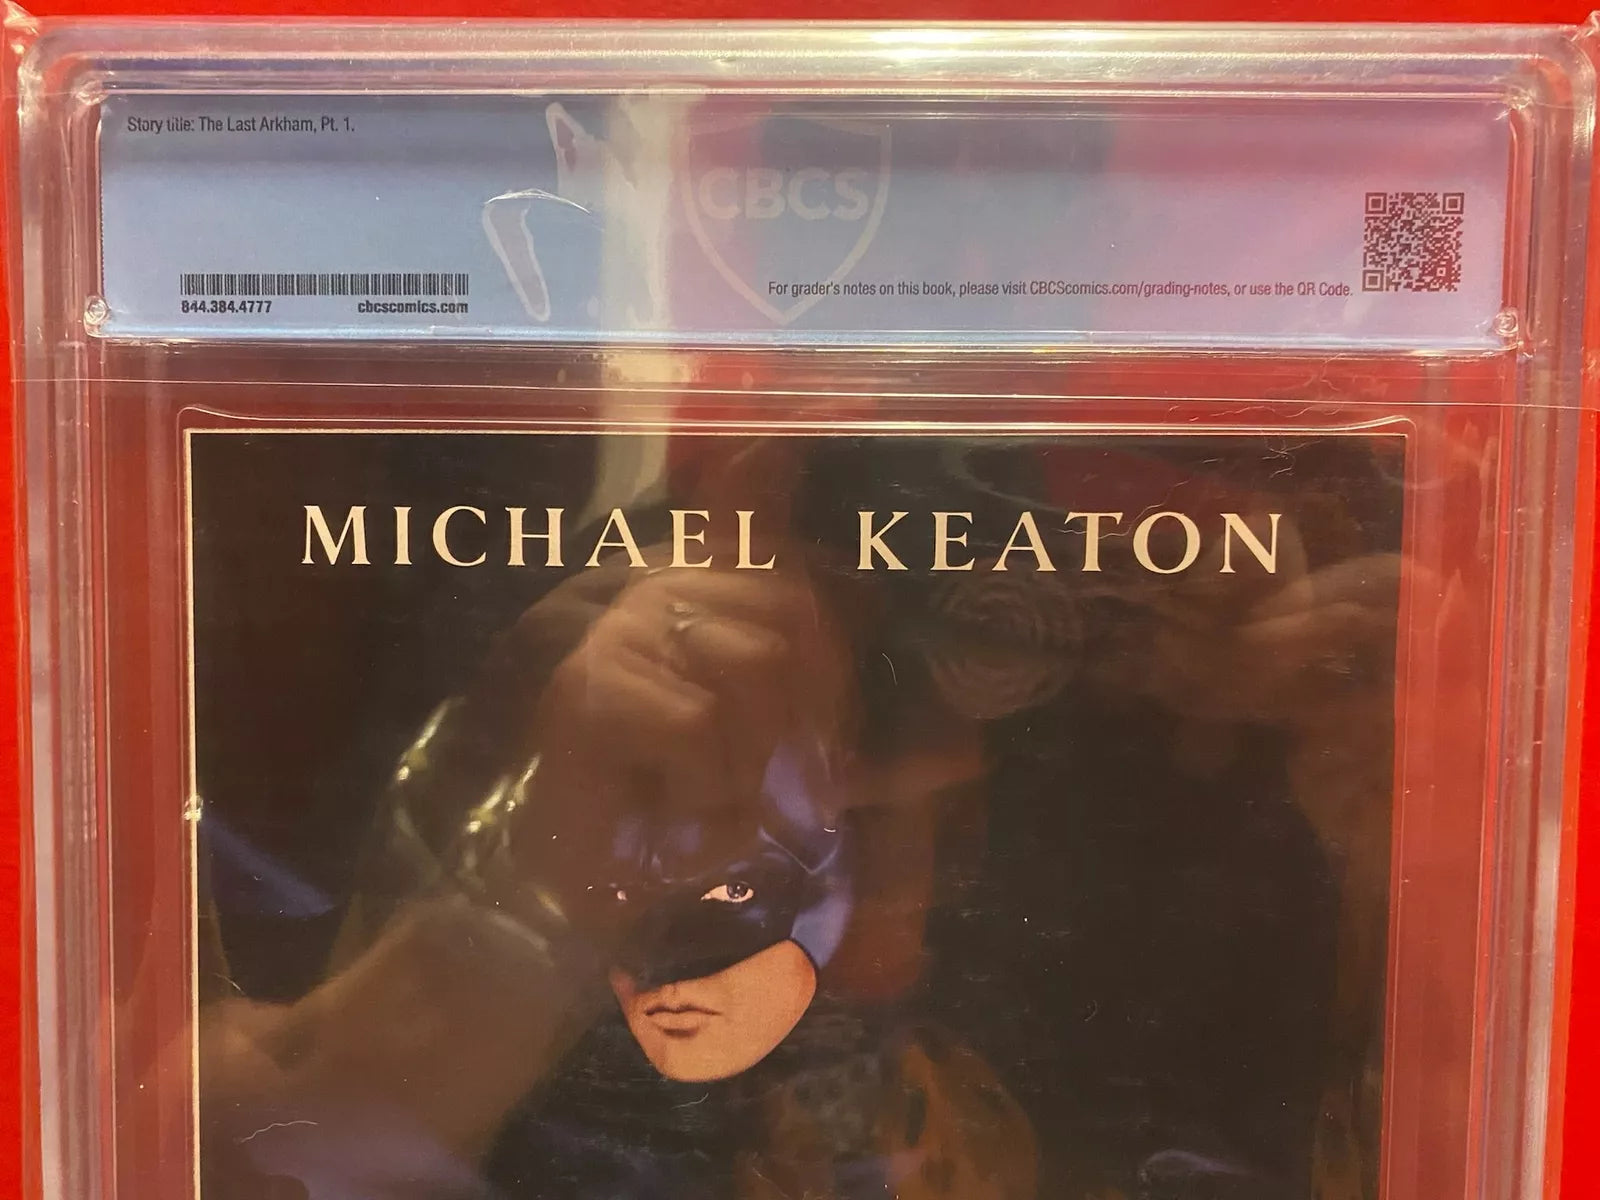 Story title: The Last Arkham, Pt. 1.
CBCS
844.384.4777 cbcscomics.com
For grader's notes on this book, please visit CBCScomics.com/grading-notes, or use the QR Code.
MICHAEL KEATON